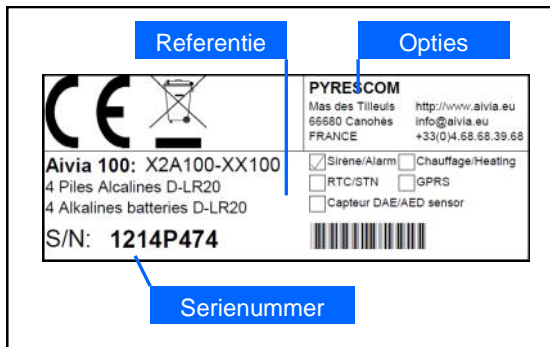 Referentie
Opties
CE
PYRESCOM
Mas des Tilleuls http://www.aivia.eu
66680 Canohès info@aivia.eu
FRANCE +33(0)4.68.68.39.68
Aivia 100: X2A100-XX100
4 Piles Alcalines D-LR20
4 Alkalines batteries D-LR20
S/N: 1214P474
Sirène/Alarm Chauffage/Heating
RTC/STN GPRS
Capteur DAE/AED sensor
Serienummer